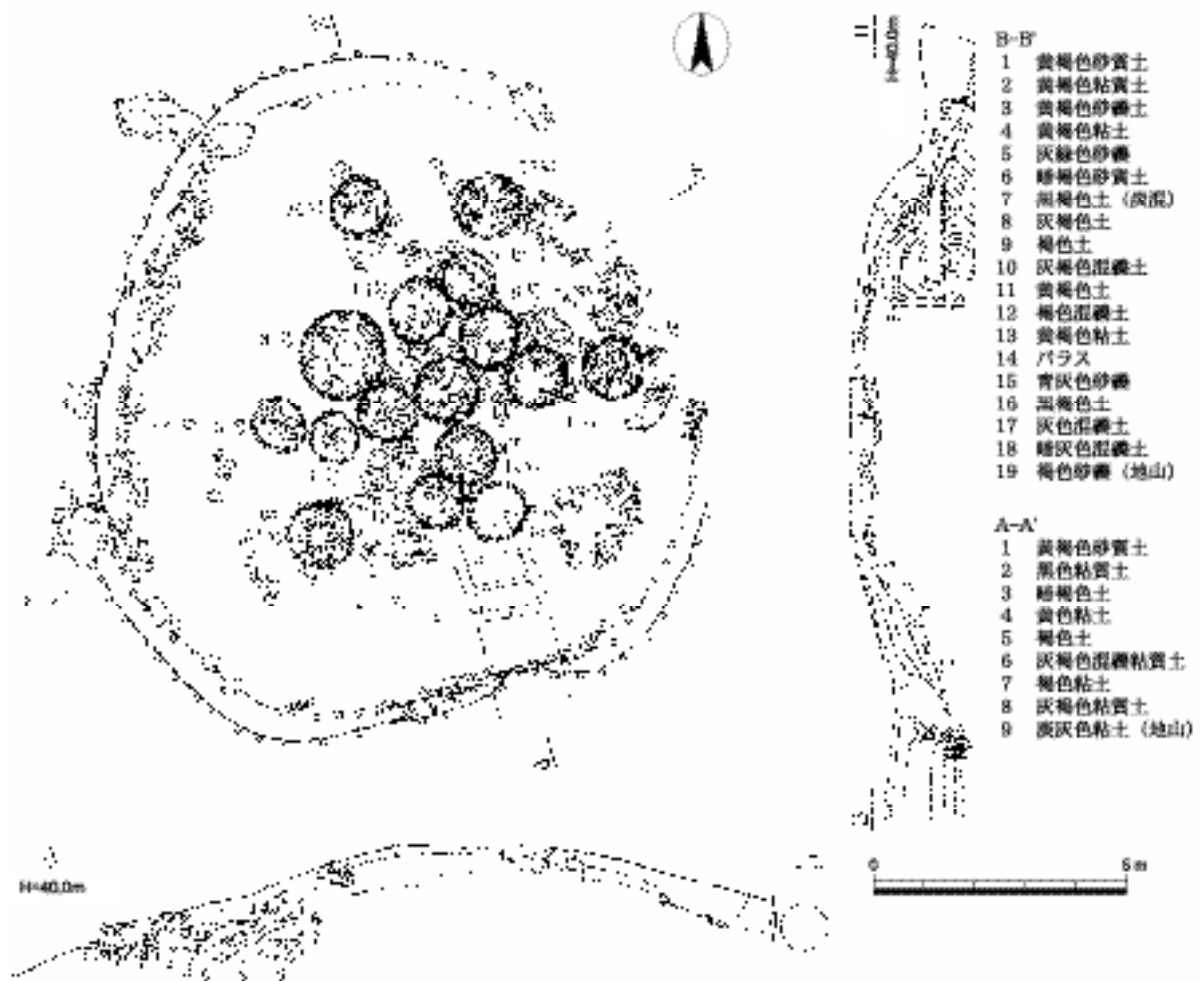 B-B'
1 黄褐色砂質土
2 黄褐色粘質土
3 黄褐色砂礫土
4 黄褐色粘土
5 灰緑色砂礫
6 暗褐色砂質土
7 黒褐色土（炭混）
8 灰褐色土
9 褐色土
10 灰褐色混礫土
11 黄褐色土
12 褐色混礫土
13 黄褐色粘土
14 バラス
15 青灰色砂礫
16 黒褐色土
17 灰色混礫土
18 暗灰色混礫土
19 褐色砂礫（地山）
A-A'
1 黄褐色砂質土
2 黒色粘質土
3 暗褐色土
4 黄色粘土
5 褐色土
6 灰褐色混礫粘質土
7 褐色粘土
8 灰褐色粘質土
9 淡灰色粘土（地山）
H=40.0m
H=40.0m
0 5m